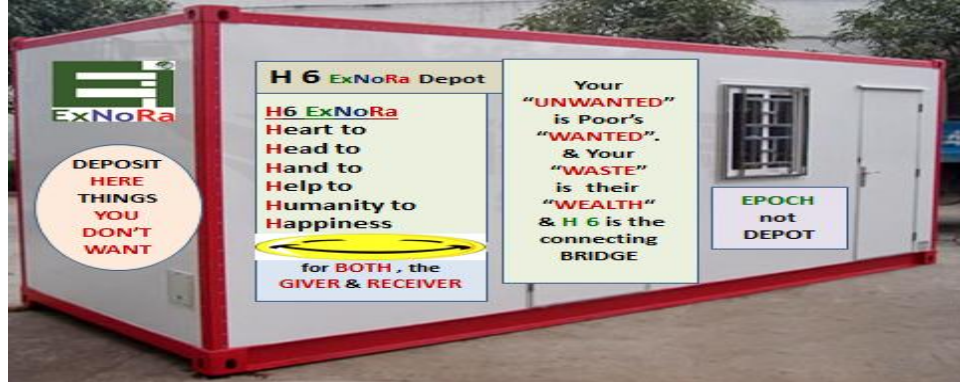 ExNoRa
DEPOSIT
HERE
THINGS
YOU
DON'T
WANT
H 6 ExNoRa Depot
H6 ExNoRa
Heart to
Head to
Hand to
Help to
Humanity to
Happiness
for BOTH , the
GIVER & RECEIVER
Your
"UNWANTED"
is Poor's
"WANTED".
& Your
"WASTE"
is their
"WEALTH"
& H 6 is the
connecting
BRIDGE
EPOCH
not
DEPOT